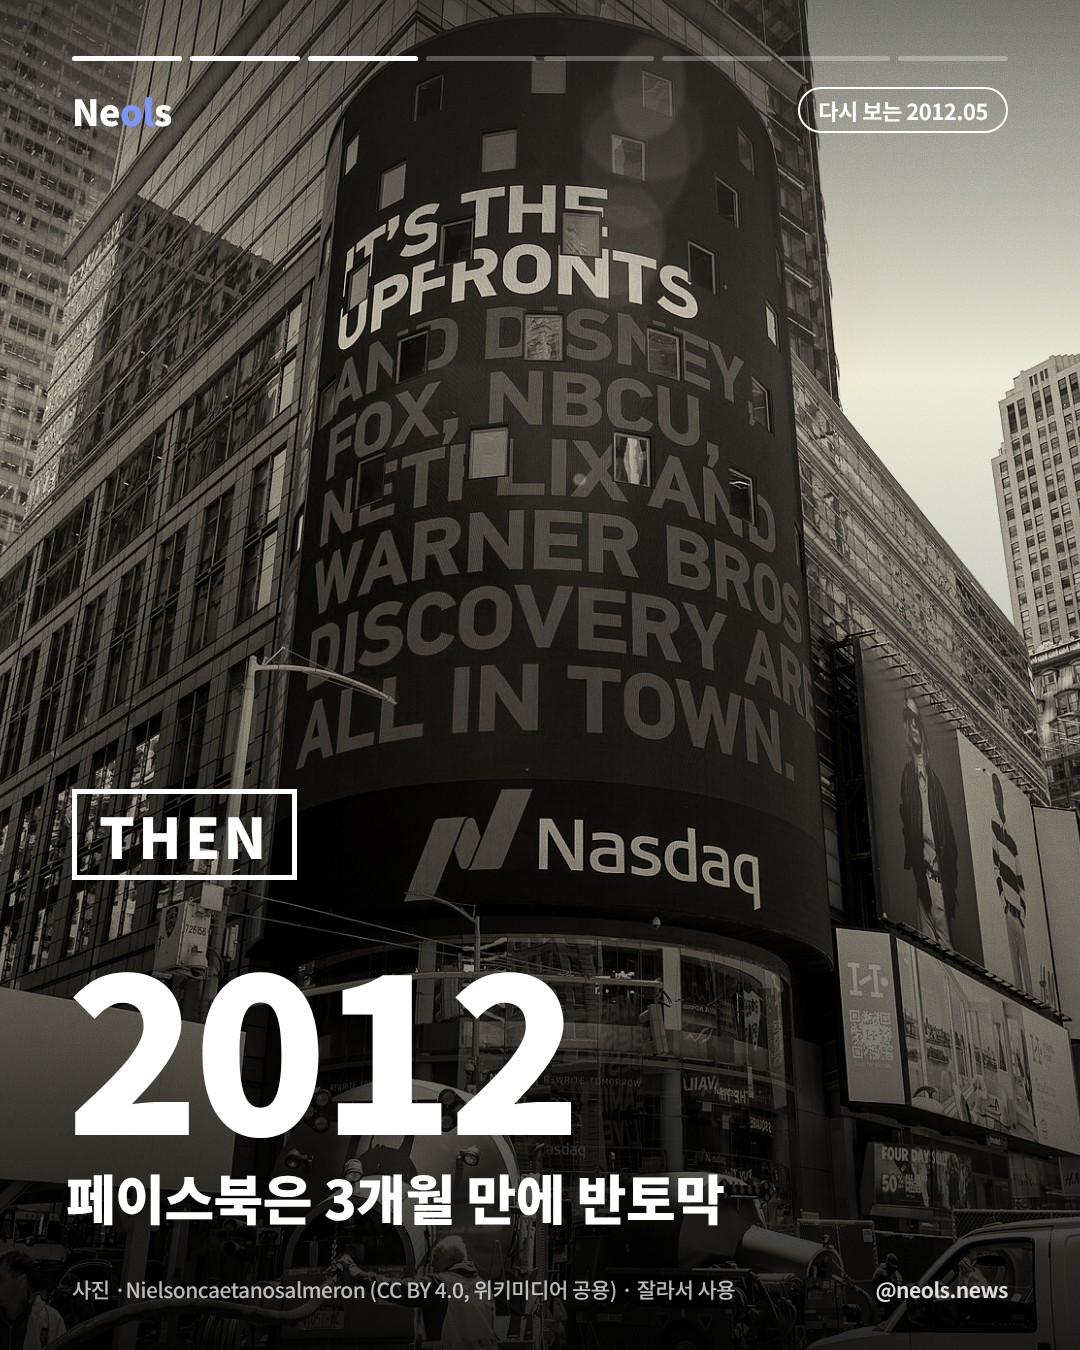 Neols
다시 보는 2012.05
IT'S THE
UPFRONTS
AND DISNEY,
FOX, NBCU,
NETFLIX AND
WARNER BROS
DISCOVERY ARE
ALL IN TOWN.
THEN
Nasdaq
2012
페이스북은 3개월 만에 반토막
사진 · Nielsoncaetanosalmeron (CC BY 4.0, 위키미디어 공용) · 잘라서 사용
@neols.news